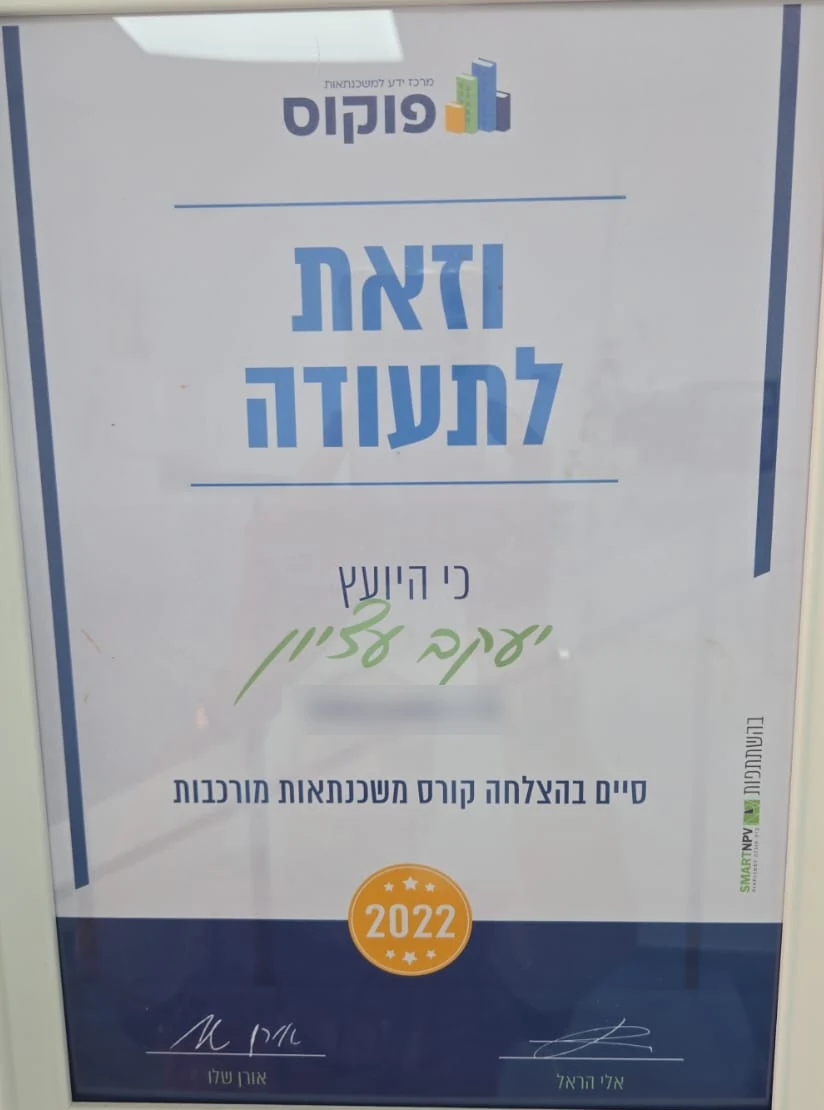 מרכז ידע למשכנתאות
פוקוס
וזאת
לתעודה
כי היועץ
יעקב עציון
סיים בהצלחה קורס משכנתאות מורכבות
בהשתתפות
SMARTNPV
2022
אורן שלו
אלי הראל